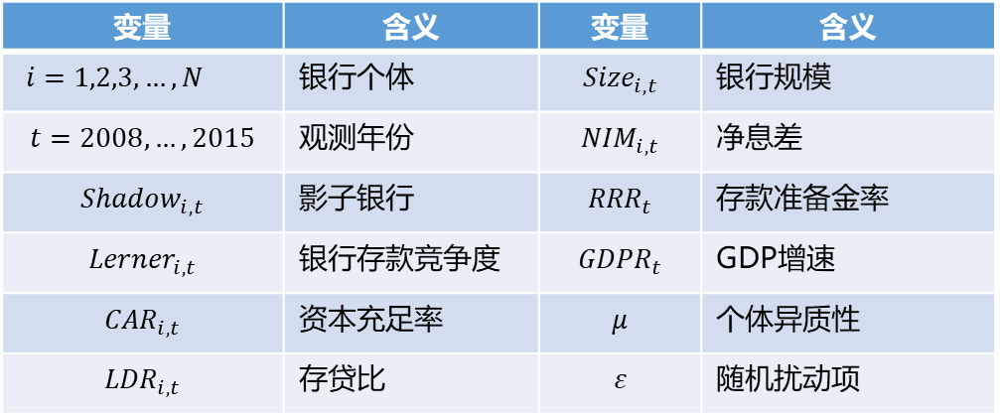 变量 含义 变量 含义
i = 1,2,3, … , N 银行个体 Size_{i,t} 银行规模
t = 2008, … , 2015 观测年份 NIM_{i,t} 净息差
Shadow_{i,t} 影子银行 RRR_t 存款准备金率
Lerner_{i,t} 银行存款竞争度 GDPR_t GDP增速
CAR_{i,t} 资本充足率 μ 个体异质性
LDR_{i,t} 存贷比 ε 随机扰动项